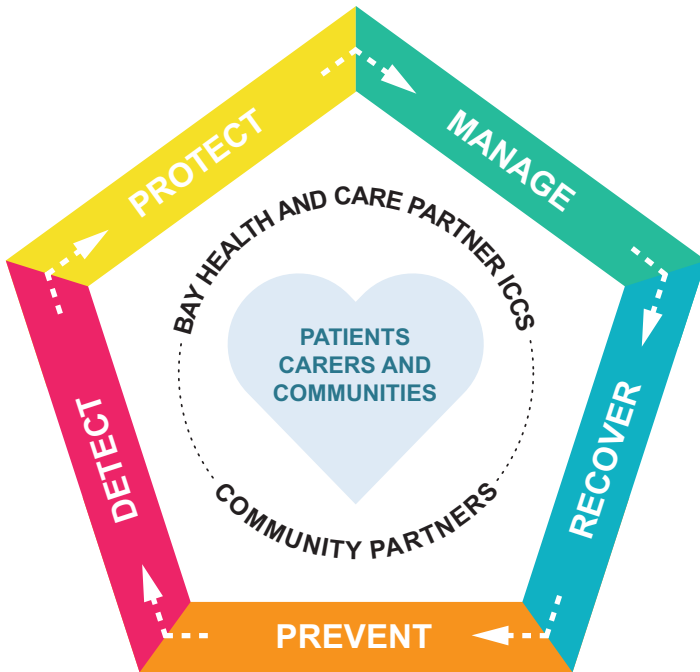 PROTECT
MANAGE
BAY HEALTH AND CARE PARTNER ICCS
PATIENTS
CARERS AND
COMMUNITIES
DETECT
RECOVER
COMMUNITY PARTNERS
PREVENT